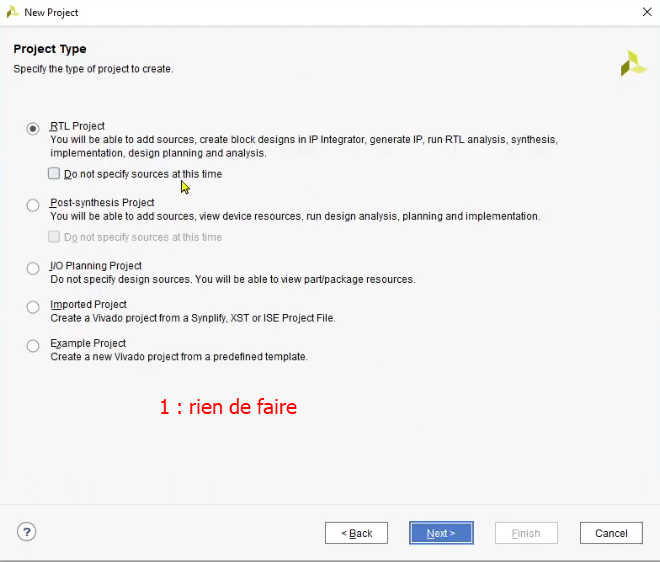 New Project
Project Type
Specify the type of project to create.
RTL Project
You will be able to add sources, create block designs in IP Integrator, generate IP, run RTL analysis, synthesis,
implementation, design planning and analysis.
Do not specify sources at this time
Post-synthesis Project
You will be able to add sources, view device resources, run design analysis, planning and implementation.
Do not specify sources at this time
I/O Planning Project
Do not specify design sources. You will be able to view part/package resources.
Imported Project
Create a Vivado project from a Synplify, XST or ISE Project File.
Example Project
Create a new Vivado project from a predefined template.
1 : rien de faire
? < Back Next > Finish Cancel